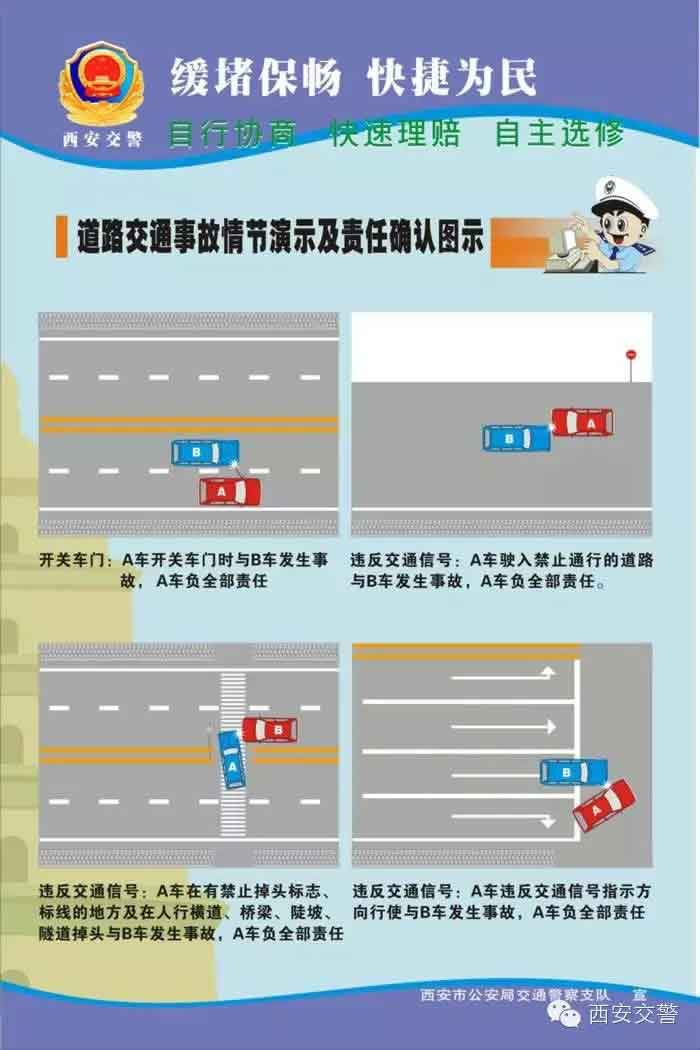 缓堵保畅 快捷为民
西安交警
自行协商 快速理赔 自主选修
道路交通事故情节演示及责任确认图示
B
A
B
A
开关车门：A车开关车门时与B车发生事
故，A车负全部责任
违反交通信号：A车驶入禁止通行的道路
与B车发生事故，A车负全部责任。
B
A
B
A
违反交通信号：A车在有禁止掉头标志、
标线的地方及在人行横道、桥梁、陡坡、
隧道掉头与B车发生事故，A车负全部责任
违反交通信号：A车违反交通信号指示方
向行使与B车发生事故，A车负全部责任
西安市公安局交通警察支队 宣
西安交警